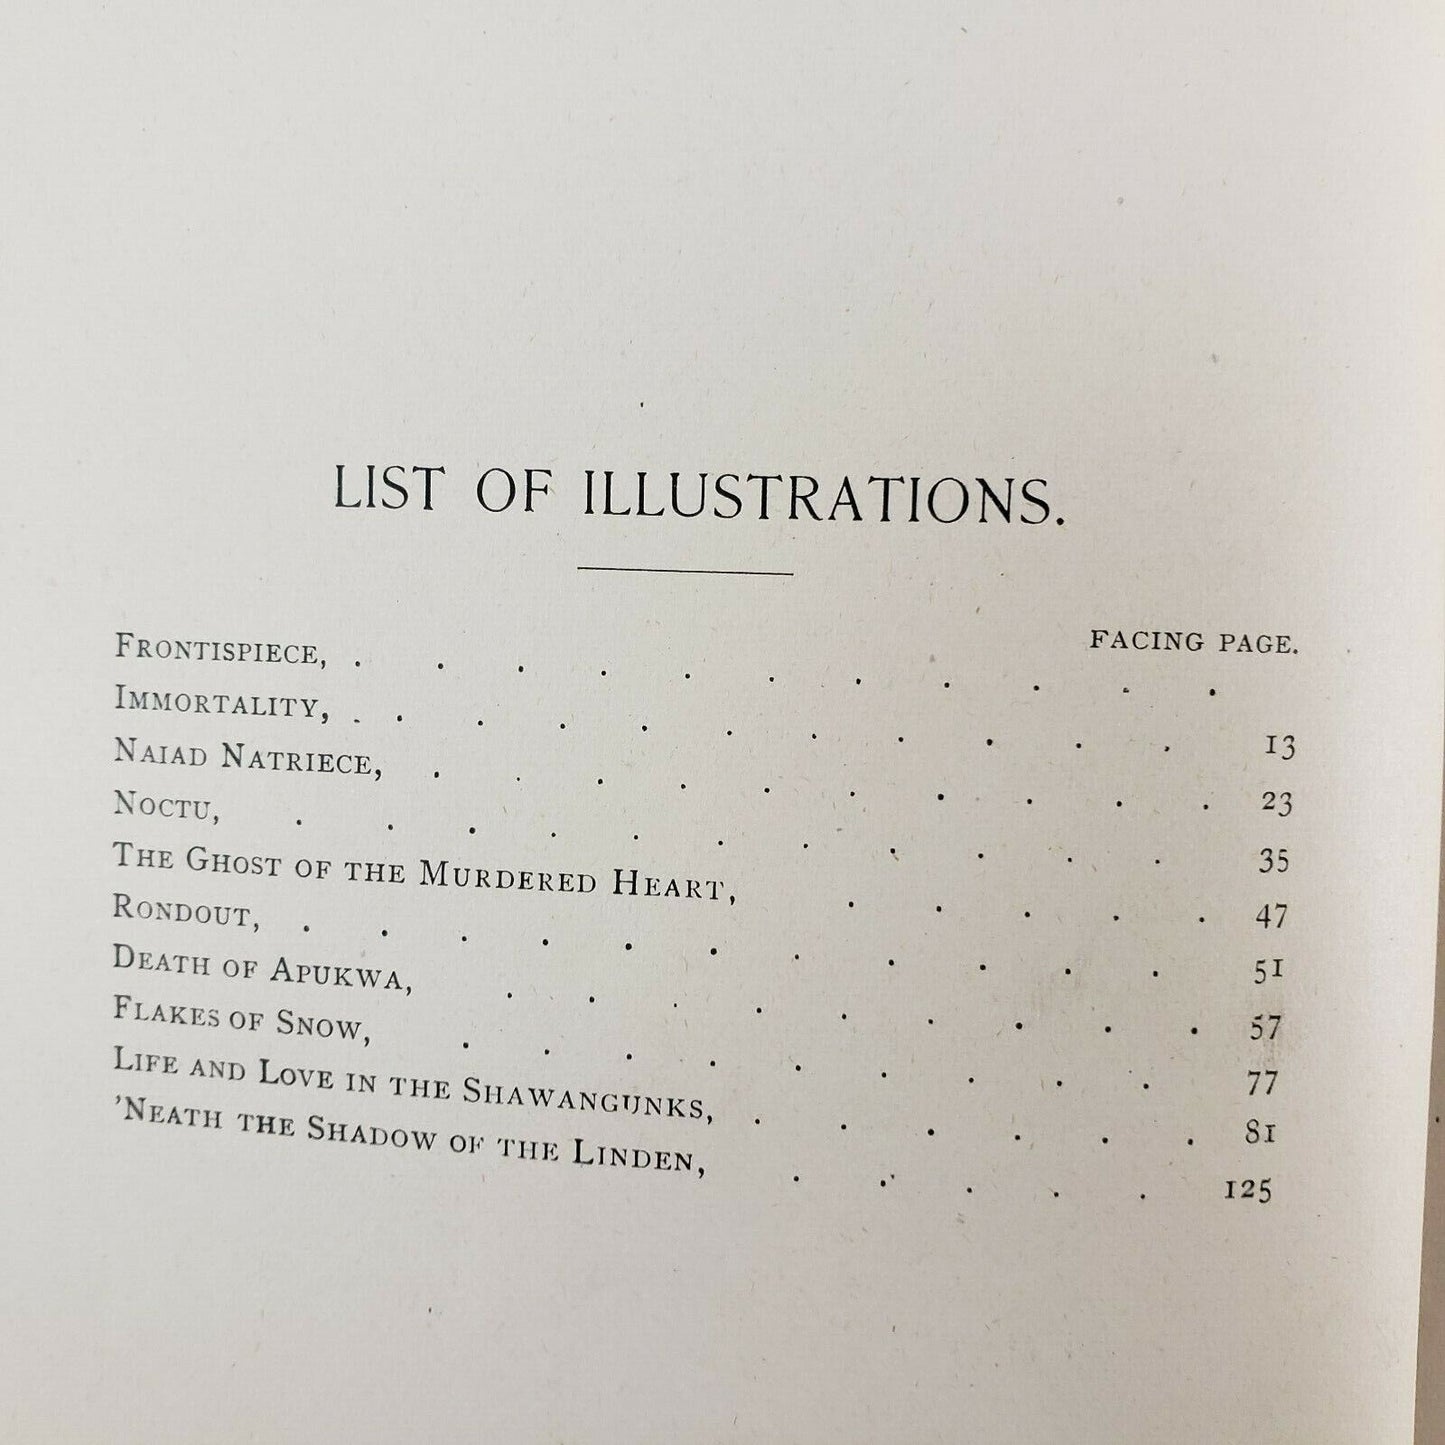 LIST OF ILLUSTRATIONS.
FACING PAGE.
FRONTISPIECE, . . . . . . . . . . .
IMMORTALITY, . . . . . . . . . . . 13
NAIAD NATRIECE, . . . . . . . . . . 23
NOCTU, . . . . . . . . . . . 35
THE GHOST OF THE MURDERED HEART, . . . . . 47
RONDOUT, . . . . . . . . . . . 51
DEATH OF APUKWA, . . . . . . . . . 57
FLAKES OF SNOW, . . . . . . . . . 77
LIFE AND LOVE IN THE SHAWANGUNKS, . . . . . . 81
'NEATH THE SHADOW OF THE LINDEN, . . . . . 125